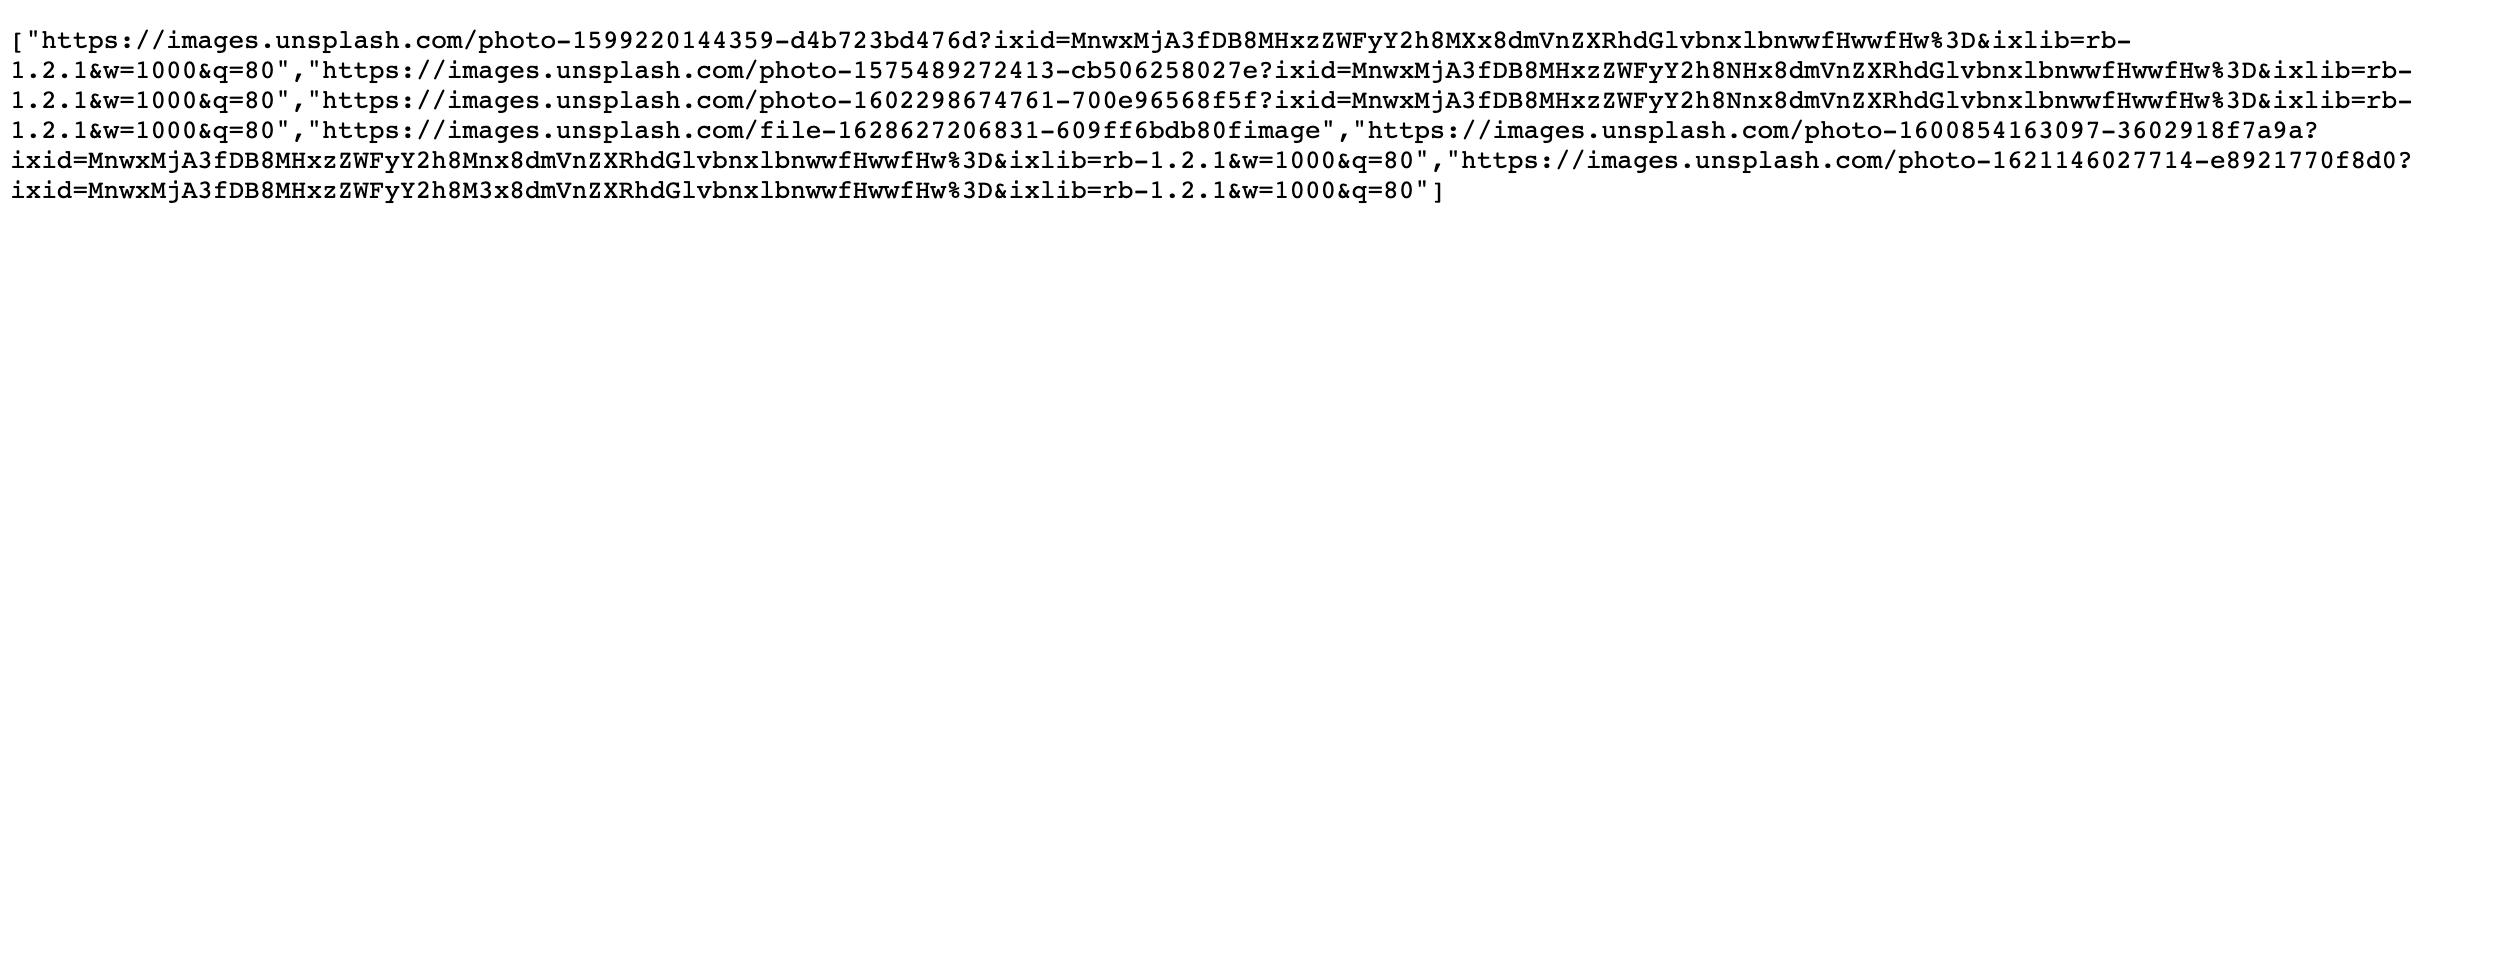 ["https://images.unsplash.com/photo-1599220144359-d4b723bd476d?ixid=MnwxMjA3fDB8MHxzZWFyY2h8MXx8dmVnZXRhdGlvbnxlbnwwfHwwfHw%3D&ixlib=rb-
1.2.1&w=1000&q=80","https://images.unsplash.com/photo-1575489272413-cb506258027e?ixid=MnwxMjA3fDB8MHxzZWFyY2h8NHx8dmVnZXRhdGlvbnxlbnwwfHwwfHw%3D&ixlib=rb-
1.2.1&w=1000&q=80","https://images.unsplash.com/photo-1602298674761-700e96568f5f?ixid=MnwxMjA3fDB8MHxzZWFyY2h8Nnx8dmVnZXRhdGlvbnxlbnwwfHwwfHw%3D&ixlib=rb-
1.2.1&w=1000&q=80","https://images.unsplash.com/file-1628627206831-609ff6bdb80fimage","https://images.unsplash.com/photo-1600854163097-3602918f7a9a?
ixid=MnwxMjA3fDB8MHxzZWFyY2h8Mnx8dmVnZXRhdGlvbnxlbnwwfHwwfHw%3D&ixlib=rb-1.2.1&w=1000&q=80","https://images.unsplash.com/photo-1621146027714-e8921770f8d0?
ixid=MnwxMjA3fDB8MHxzZWFyY2h8M3x8dmVnZXRhdGlvbnxlbnwwfHwwfHw%3D&ixlib=rb-1.2.1&w=1000&q=80"]